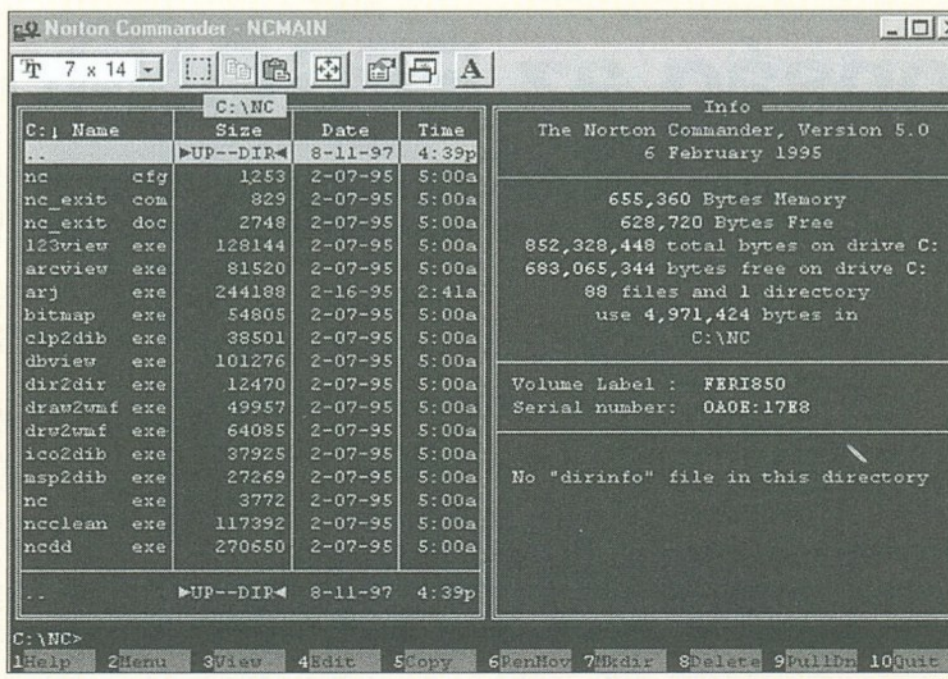 Norton Commander - NCMAIN
7 x 14
A
C:\NC
C:↓ Name Size Date Time
.. ►UP--DIR◄ 8-11-97 4:39p
nc cfg 1253 2-07-95 5:00a
nc_exit com 829 2-07-95 5:00a
nc_exit doc 2748 2-07-95 5:00a
123view exe 128144 2-07-95 5:00a
arcview exe 81520 2-07-95 5:00a
arj exe 244188 2-16-95 2:41a
bitmap exe 54805 2-07-95 5:00a
clp2dib exe 38501 2-07-95 5:00a
dbview exe 101276 2-07-95 5:00a
dir2dir exe 12470 2-07-95 5:00a
draw2wmf exe 49957 2-07-95 5:00a
drw2wmf exe 64085 2-07-95 5:00a
ico2dib exe 37925 2-07-95 5:00a
msp2dib exe 27269 2-07-95 5:00a
nc exe 3772 2-07-95 5:00a
ncclean exe 117392 2-07-95 5:00a
ncdd exe 270650 2-07-95 5:00a
.. ►UP--DIR◄ 8-11-97 4:39p
Info
The Norton Commander, Version 5.0
6 February 1995
655,360 Bytes Memory
628,720 Bytes Free
852,328,448 total bytes on drive C:
683,065,344 bytes free on drive C:
88 files and 1 directory
use 4,971,424 bytes in
C:\NC
Volume Label : FERI850
Serial number: 0A0E:17E8
No "dirinfo" file in this directory
C:\NC>
1Help 2Menu 3View 4Edit 5Copy 6RenMov 7Mkdir 8Delete 9PullDn 10Quit